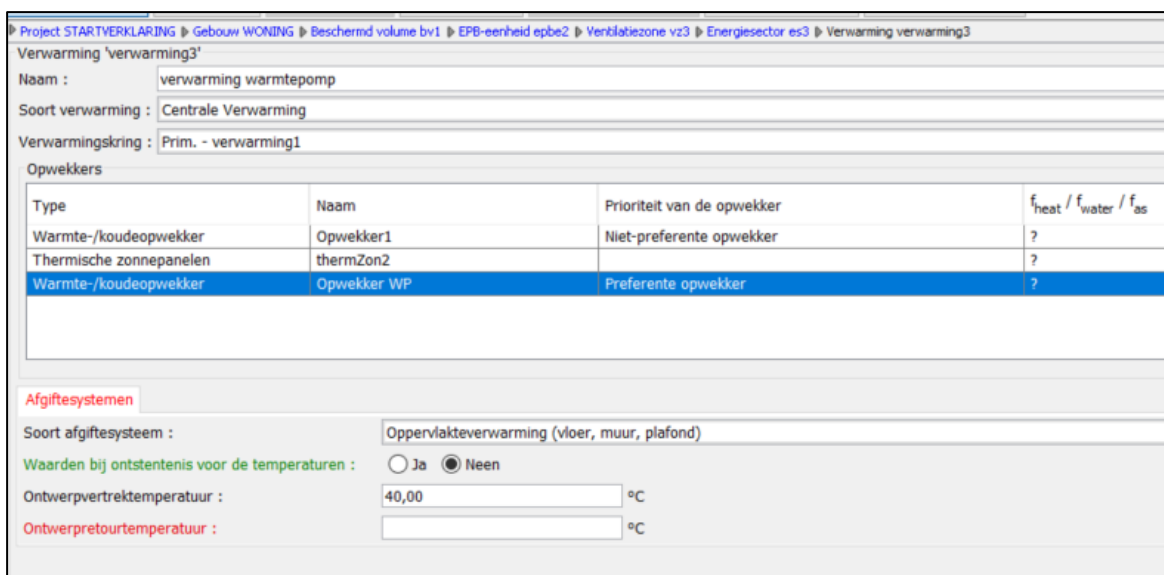 Project STARTVERKLARING Gebouw WONING Beschermd volume bv1 EPB-eenheid epbe2 Ventilatiezone vz3 Energiesector es3 Verwarming verwarming3
Verwarming 'verwarming3'
Naam : verwarming warmtepomp
Soort verwarming : Centrale Verwarming
Verwarmingskring : Prim. - verwarming1
Opwekkers
Type Naam Prioriteit van de opwekker fheat / fwater / fas
Warmte-/koudeopwekker Opwekker1 Niet-preferente opwekker ?
Thermische zonnepanelen thermZon2 ?
Warmte-/koudeopwekker Opwekker WP Preferente opwekker ?
Afgiftesystemen
Soort afgiftesysteem : Oppervlakteverwarming (vloer, muur, plafond)
Waarden bij ontstentenis voor de temperaturen : Ja Neen
Ontwerpvertrektemperatuur : 40,00 ºC
Ontwerpretourtemperatuur : ºC